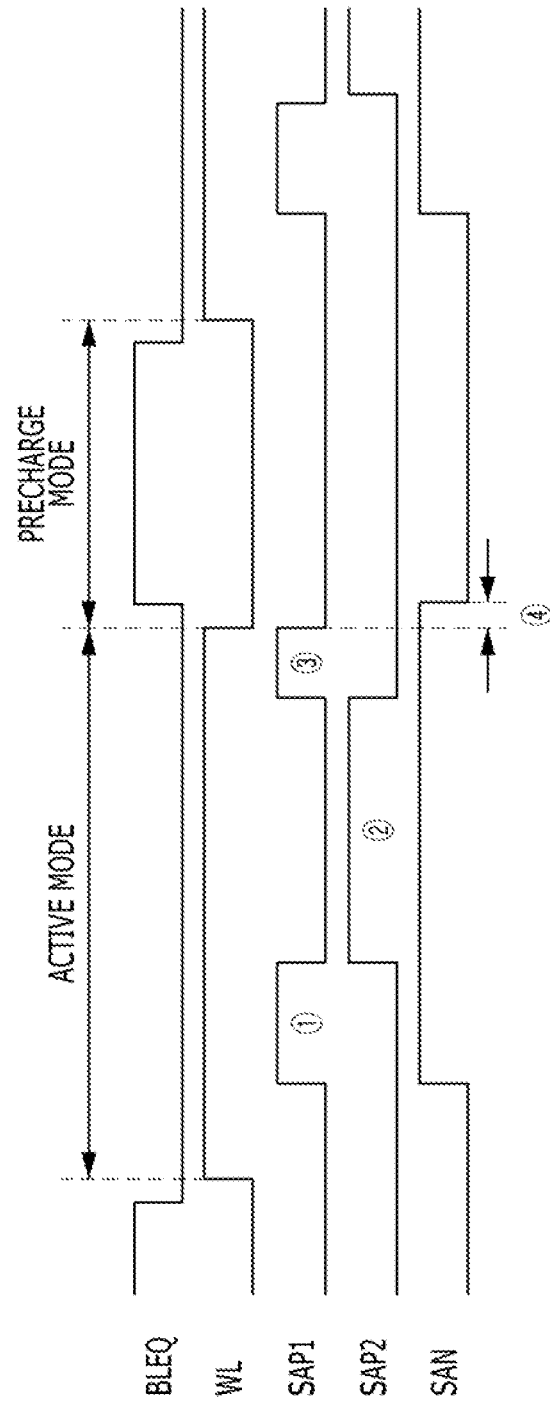 ACTIVE MODE
PRECHARGE
MODE
BLEQ
WL
SAP1
①
③
SAP2
②
SAN
④